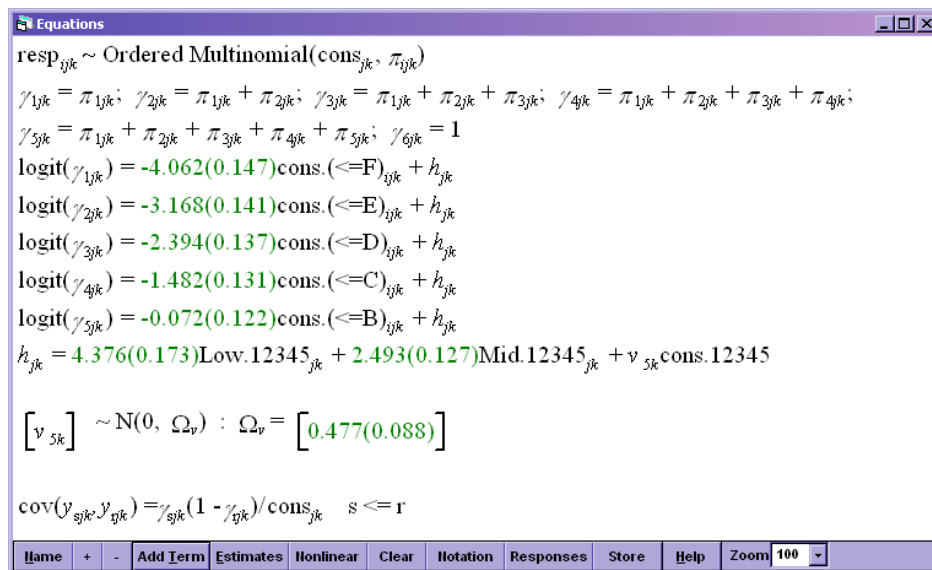 Equations
resp_ijk ~ Ordered Multinomial(cons_jk, π_ijk)
γ_1jk = π_1jk; γ_2jk = π_1jk + π_2jk; γ_3jk = π_1jk + π_2jk + π_3jk; γ_4jk = π_1jk + π_2jk + π_3jk + π_4jk;
γ_5jk = π_1jk + π_2jk + π_3jk + π_4jk + π_5jk; γ_6jk = 1
logit(γ_1jk) = -4.062(0.147)cons.(<=F)_ijk + h_jk
logit(γ_2jk) = -3.168(0.141)cons.(<=E)_ijk + h_jk
logit(γ_3jk) = -2.394(0.137)cons.(<=D)_ijk + h_jk
logit(γ_4jk) = -1.482(0.131)cons.(<=C)_ijk + h_jk
logit(γ_5jk) = -0.072(0.122)cons.(<=B)_ijk + h_jk
h_jk = 4.376(0.173)Low.12345_jk + 2.493(0.127)Mid.12345_jk + v_5k cons.12345
[v_5k] ~ N(0, Ω_v) : Ω_v = [0.477(0.088)]
cov(y_sjk, y_rjk) = γ_sjk(1 - γ_rjk)/cons_jk s <= r
Name + - Add Term Estimates Nonlinear Clear Notation Responses Store Help Zoom 100